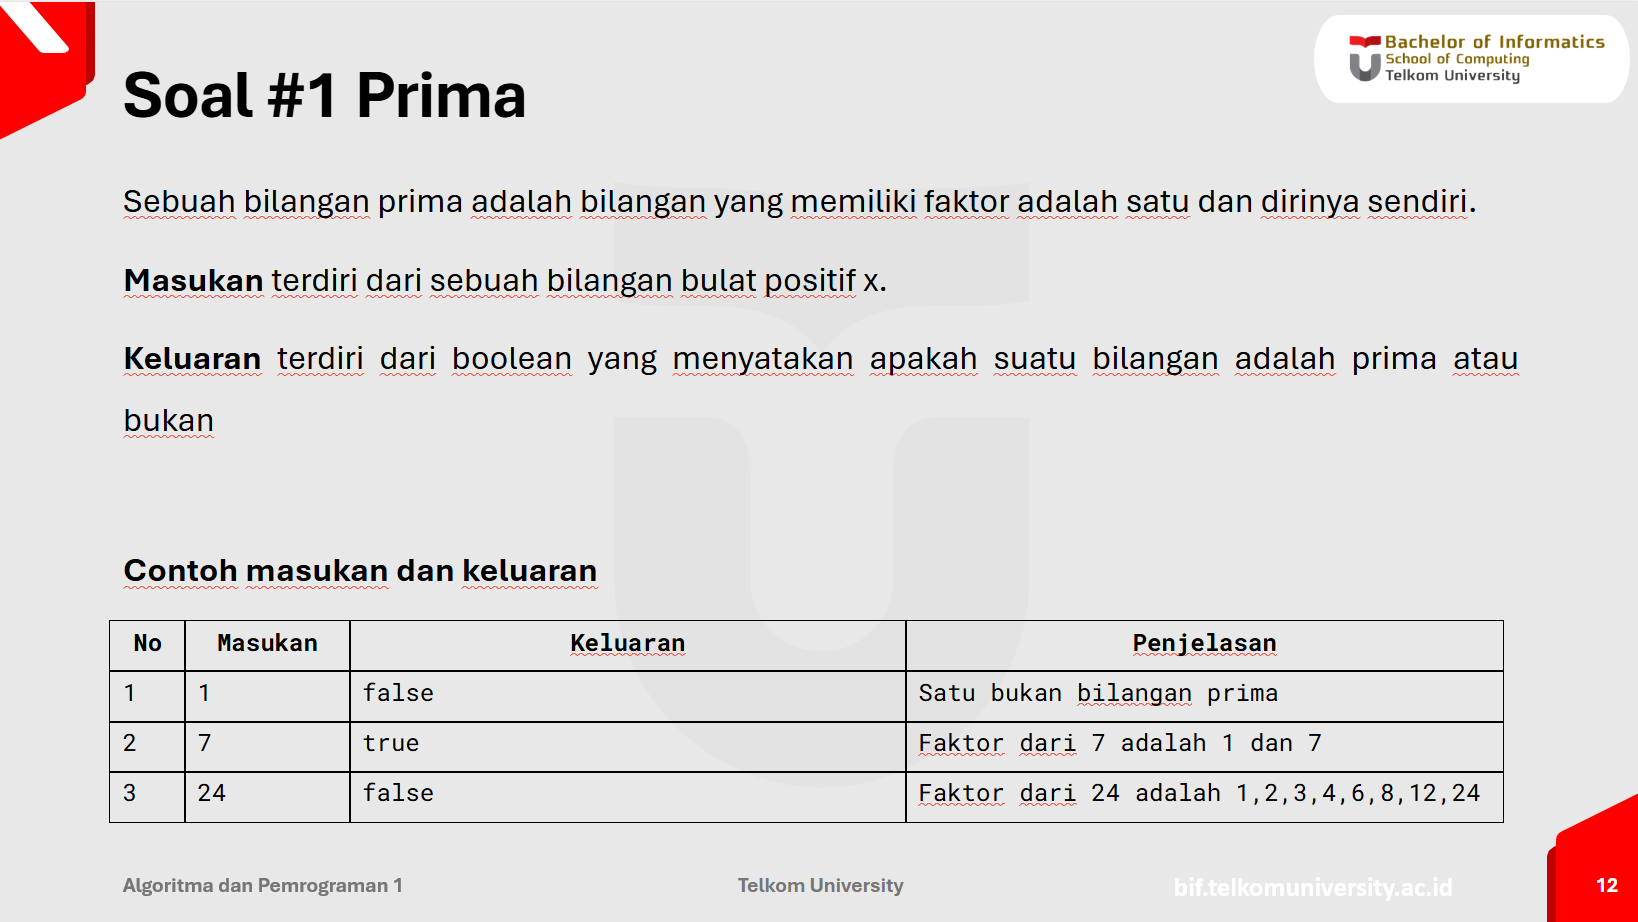 Bachelor of Informatics
School of Computing
Telkom University
Soal #1 Prima
Sebuah bilangan prima adalah bilangan yang memiliki faktor adalah satu dan dirinya sendiri.
Masukan terdiri dari sebuah bilangan bulat positif x.
Keluaran terdiri dari boolean yang menyatakan apakah suatu bilangan adalah prima atau
bukan
Contoh masukan dan keluaran
No Masukan Keluaran Penjelasan
1 1 false Satu bukan bilangan prima
2 7 true Faktor dari 7 adalah 1 dan 7
3 24 false Faktor dari 24 adalah 1,2,3,4,6,8,12,24
Algoritma dan Pemrograman 1 Telkom University bif.telkomuniversity.ac.id 12